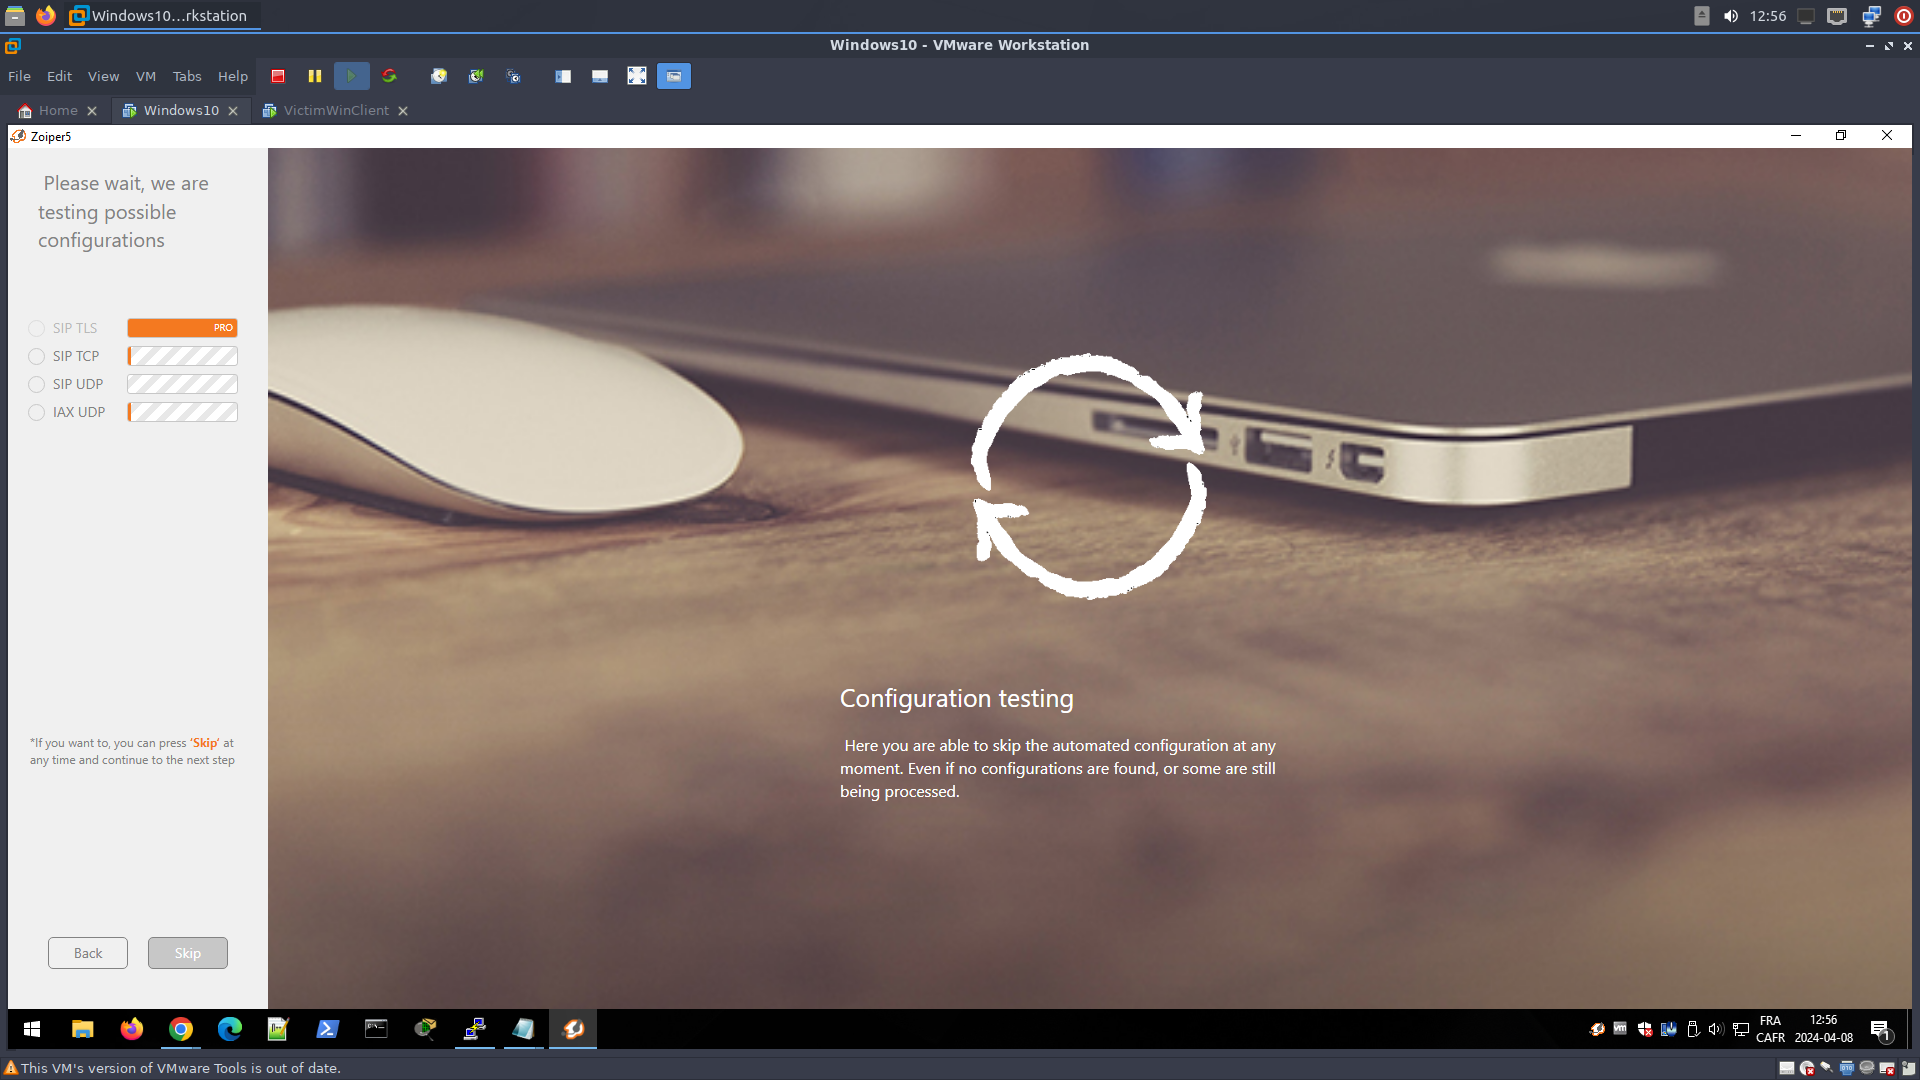 Windows10...rkstation
12:56
Windows10 - VMware Workstation
File Edit View VM Tabs Help
Home Windows10 VictimWinClient
Zoiper5
Please wait, we are
testing possible
configurations
SIP TLS PRO
SIP TCP
SIP UDP
IAX UDP
Configuration testing
Here you are able to skip the automated configuration at any
moment. Even if no configurations are found, or some are still
being processed.
*If you want to, you can press 'Skip' at
any time and continue to the next step
Back Skip
FRA
CAFR
12:56
2024-04-08
1
This VM's version of VMware Tools is out of date.